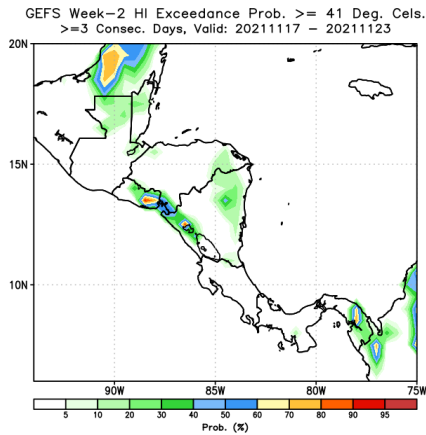 GEFS Week-2 HI Exceedance Prob. >= 41 Deg. Cels.
>=3 Consec. Days, Valid: 20211117 - 20211123
20N
15N
10N
90W 85W 80W 75W
5 10 20 30 40 50 60 70 80 90 95
Prob. (%)